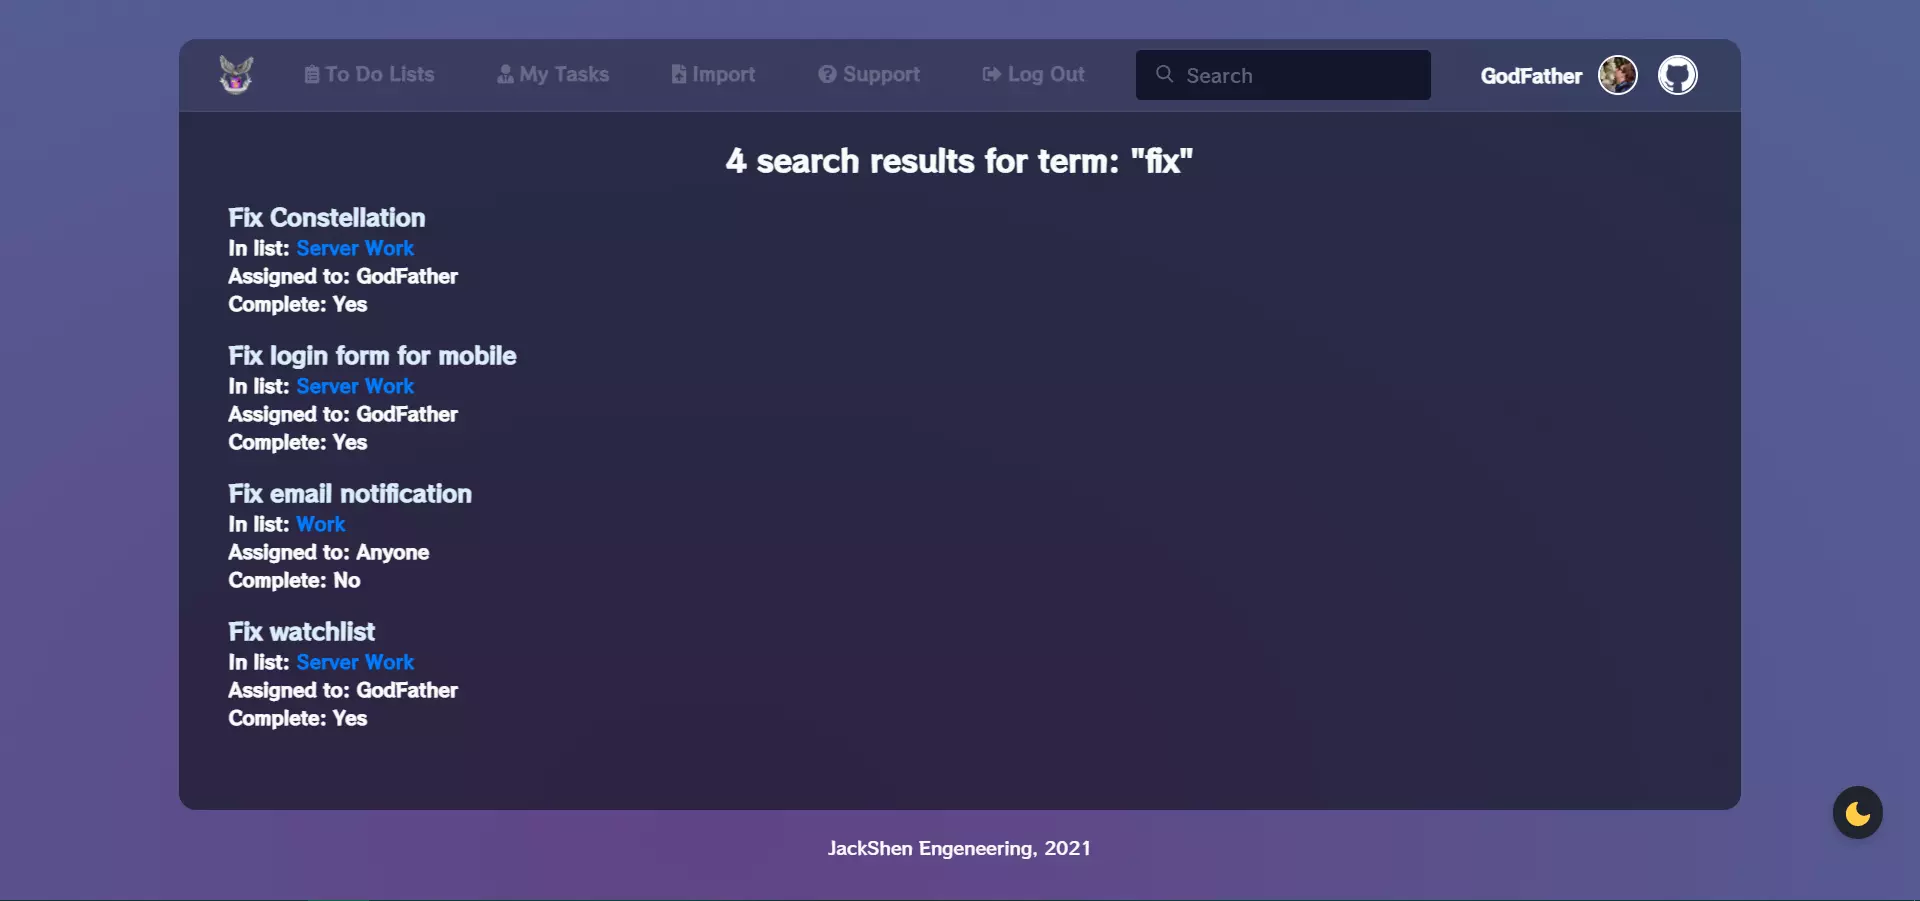 To Do Lists
My Tasks
Import
Support
Log Out
Search
GodFather
4 search results for term: "fix"
Fix Constellation
In list: Server Work
Assigned to: GodFather
Complete: Yes
Fix login form for mobile
In list: Server Work
Assigned to: GodFather
Complete: Yes
Fix email notification
In list: Work
Assigned to: Anyone
Complete: No
Fix watchlist
In list: Server Work
Assigned to: GodFather
Complete: Yes
JackShen Engeneering, 2021